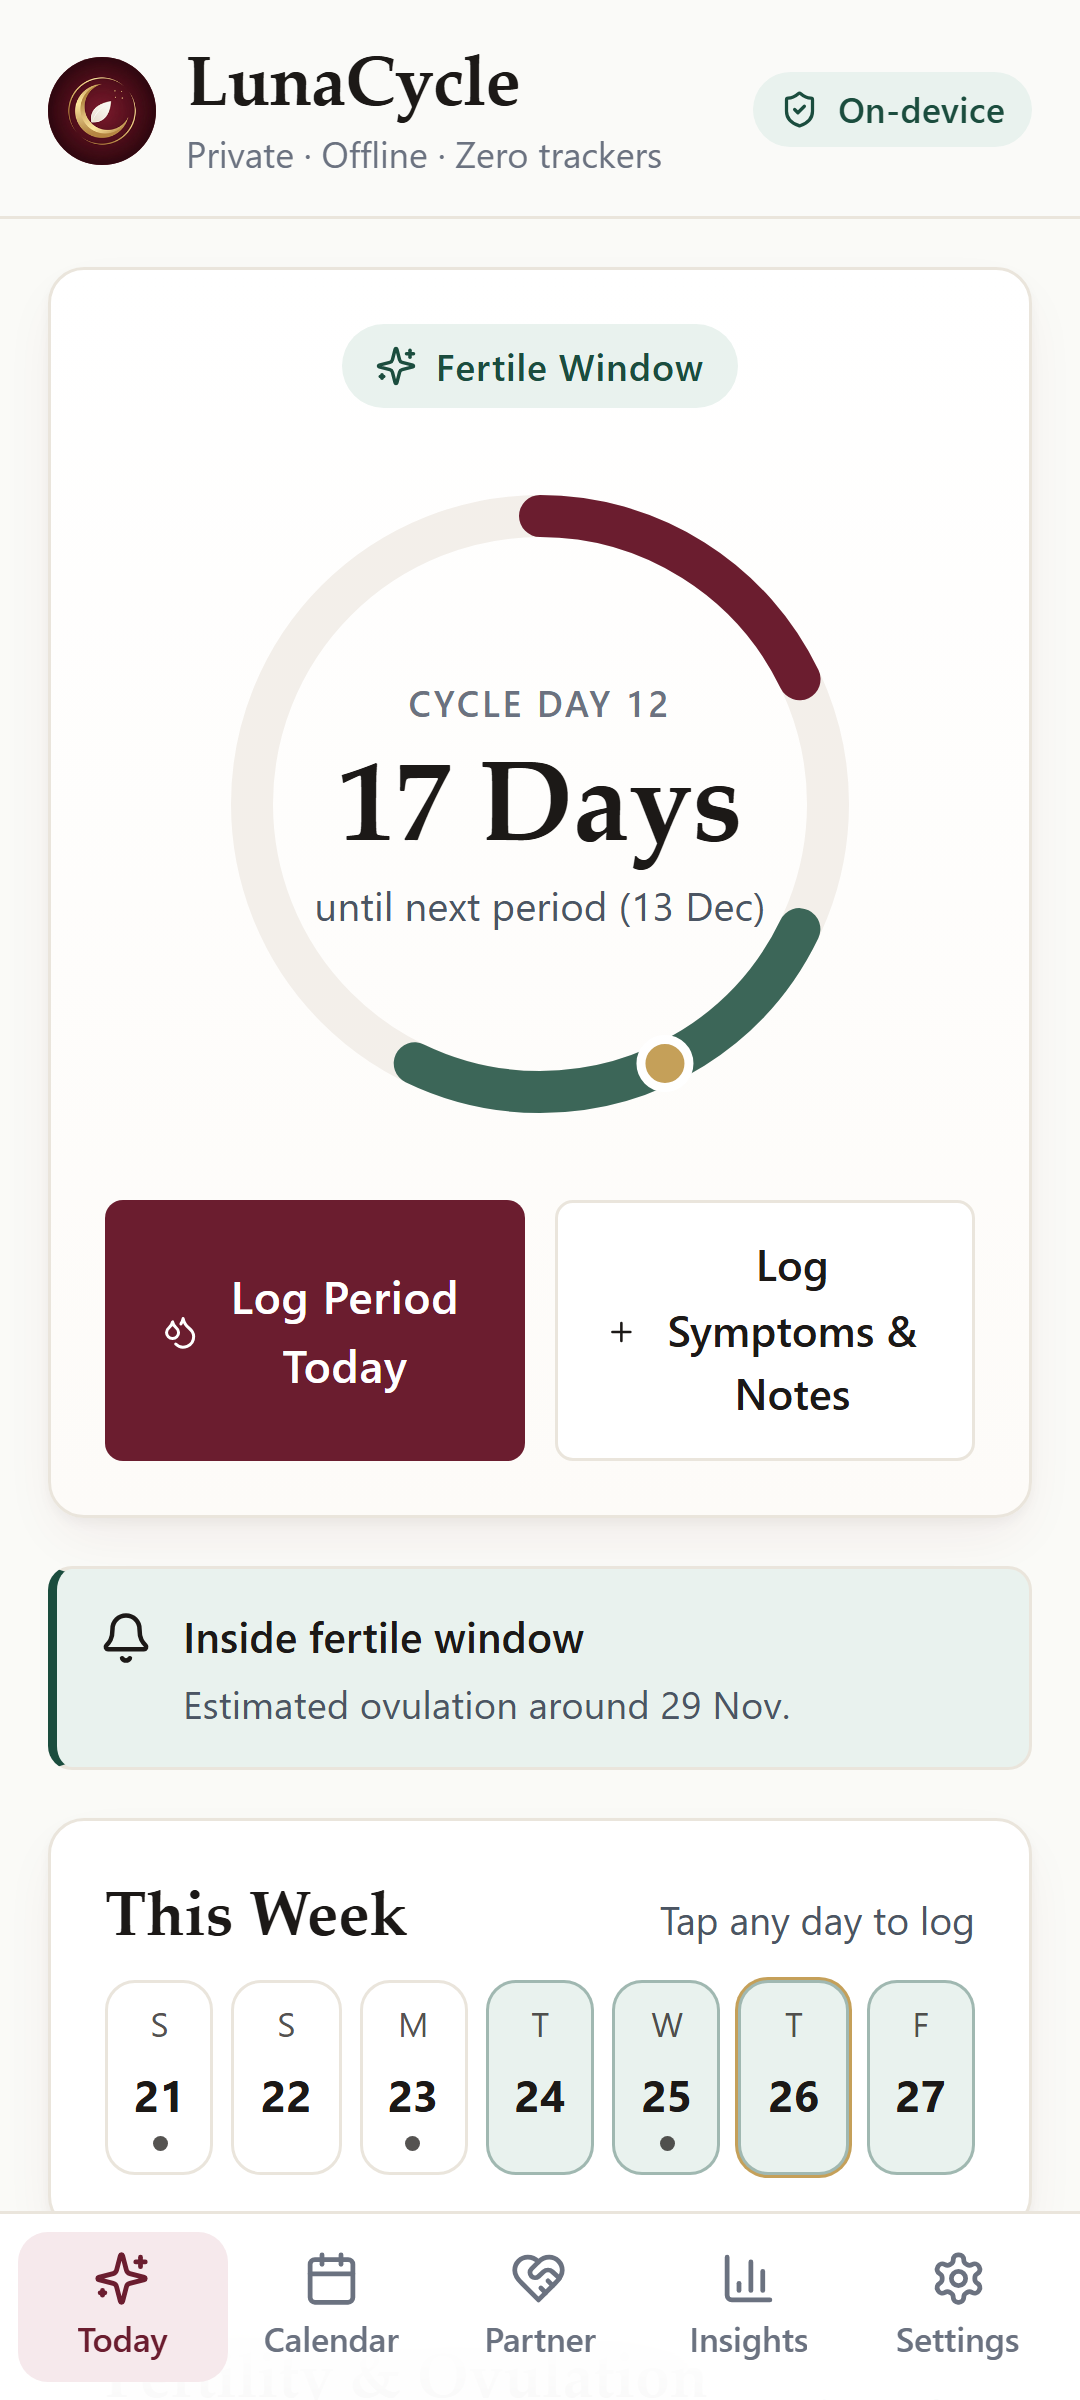 LunaCycle
Private · Offline · Zero trackers
On-device
Fertile Window
CYCLE DAY 12
17 Days
until next period (13 Dec)
Log Period
Today
Log
Symptoms &
Notes
Inside fertile window
Estimated ovulation around 29 Nov.
This Week
Tap any day to log
S S M T W T F
21 22 23 24 25 26 27
Fertility & Ovulation
Today Calendar Partner Insights Settings